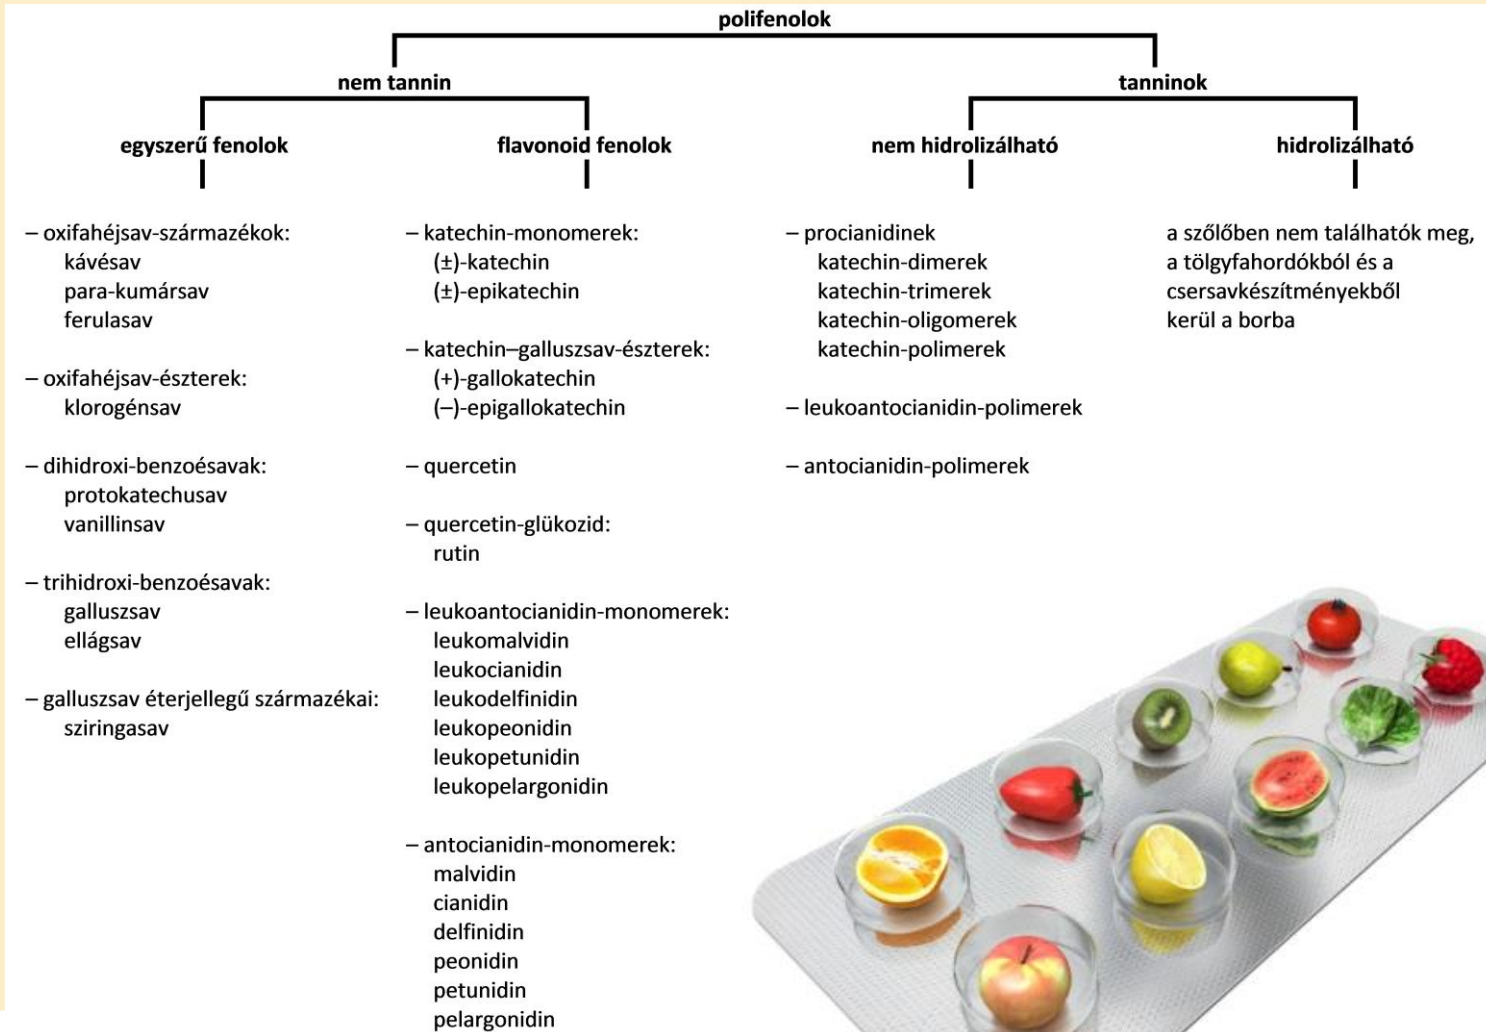 polifenolok
nem tannin
tanninok
egyszerű fenolok
flavonoid fenolok
nem hidrolizálható
hidrolizálható
– oxifahéjsav-származékok:
kávésav
para-kumársav
ferulasav
– oxifahéjsav-észterek:
klorogénsav
– dihidroxi-benzoésavak:
protokatechusav
vanillinsav
– trihidroxi-benzoésavak:
galluszsav
ellágsav
– galluszsav éterjellegű származékai:
sziringasav
– katechin-monomerek:
(±)-katechin
(±)-epikatechin
– katechin–galluszsav-észterek:
(+)-gallokatechin
(–)-epigallokatechin
– quercetin
– quercetin-glükozid:
rutin
– leukoantocianidin-monomerek:
leukomalvidin
leukocianidin
leukodelfinidin
leukopeonidin
leukopetunidin
leukopelargonidin
– antocianidin-monomerek:
malvidin
cianidin
delfinidin
peonidin
petunidin
pelargonidin
– procianidinek
katechin-dimerek
katechin-trimerek
katechin-oligomerek
katechin-polimerek
– leukoantocianidin-polimerek
– antocianidin-polimerek
a szőlőben nem találhatók meg,
a tölgyfahordókból és a
csersavkészítményekből
kerül a borba